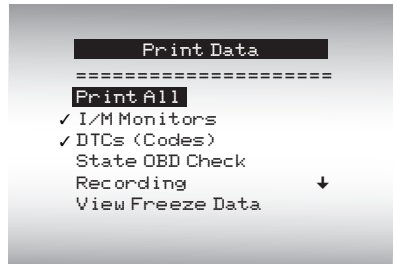 Print Data
=====================
Print All
✓ I/M Monitors
✓ DTCs (Codes)
State OBD Check
Recording ↓
View Freeze Data